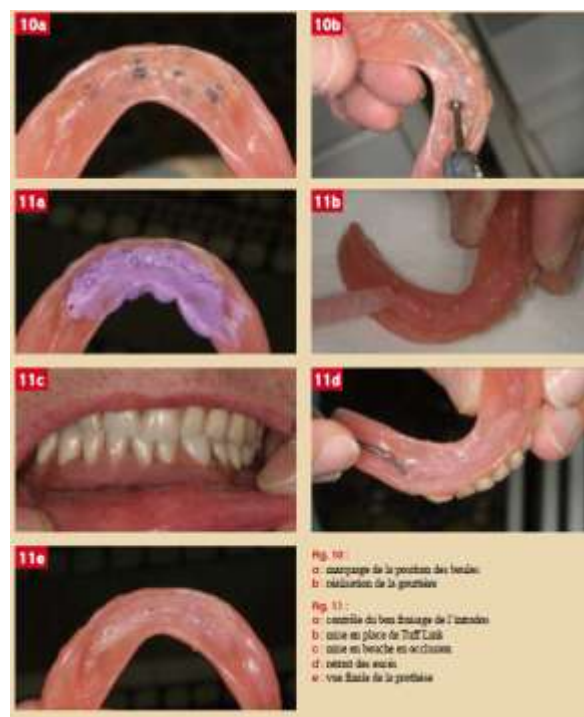 10a
10b
11a
11b
11c
11d
11e
Fig. 10 :
a : marquage de la position des boules
b : réalisation de la gouttière
Fig. 11 :
a : contrôle du bon fraisage de l'intrados
b : mise en place de Tuff Link
c : mise en bouche en occlusion
d : retrait des excès
e : vue finale de la prothèse